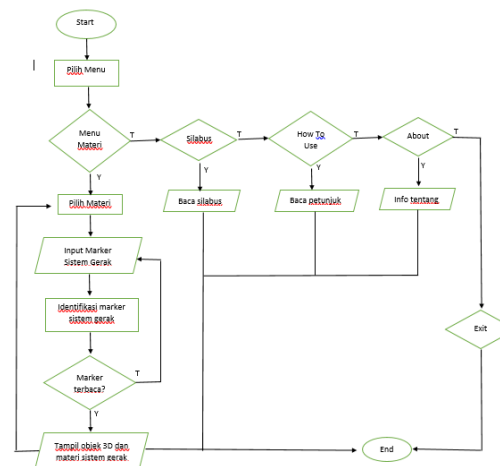 Start
Pilih Menu
Menu
Materi
T
Silabus
T
How To
Use
T
About
T
Y
Y
Y
Y
Pilih Materi
Baca silabus
Baca petunjuk
Info tentang
Input Marker
Sistem Gerak
Identifikasi marker
sistem gerak
Exit
Marker
terbaca?
T
Y
Tampil objek 3D dan
materi sistem gerak
End